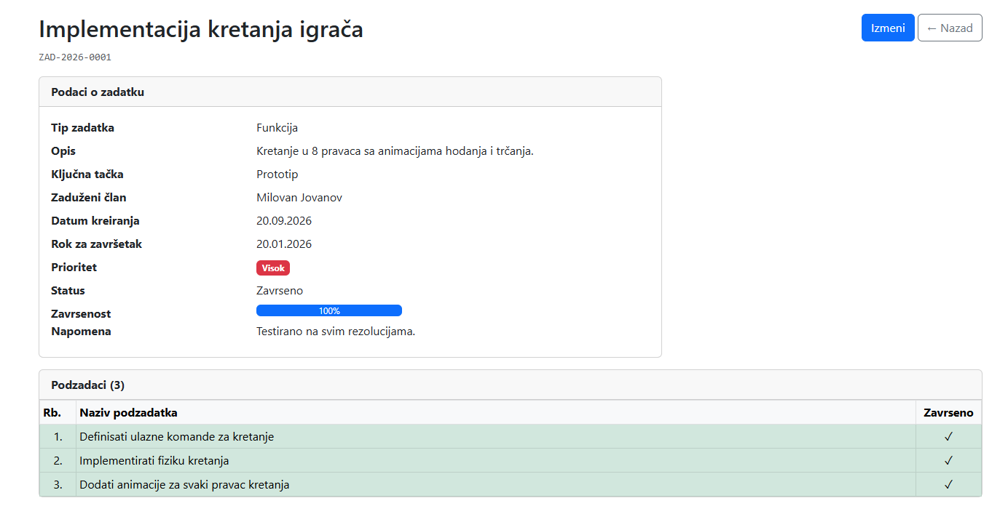 Implementacija kretanja igrača
Izmeni
← Nazad
ZAD-2026-0001
Podaci o zadatku
Tip zadatka Funkcija
Opis Kretanje u 8 pravaca sa animacijama hodanja i trčanja.
Ključna tačka Prototip
Zaduženi član Milovan Jovanov
Datum kreiranja 20.09.2026
Rok za završetak 20.01.2026
Prioritet Visok
Status Zavrseno
Zavrsenost 100%
Napomena Testirano na svim rezolucijama.
Podzadaci (3)
Rb. Naziv podzadatka Zavrseno
1. Definisati ulazne komande za kretanje ✓
2. Implementirati fiziku kretanja ✓
3. Dodati animacije za svaki pravac kretanja ✓